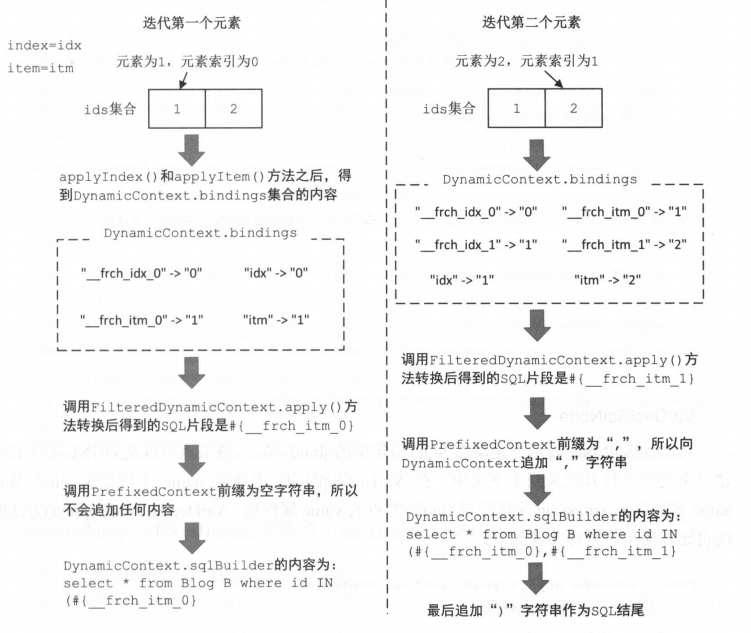 迭代第一个元素
index=idx
item=itm
元素为1，元素索引为0
ids集合
1
2
applyIndex()和applyItem()方法之后，得
到DynamicContext.bindings集合的内容
DynamicContext.bindings
"__frch_idx_0" -> "0"
"idx" -> "0"
"__frch_itm_0" -> "1"
"itm" -> "1"
调用FilteredDynamicContext.apply()方
法转换后得到的SQL片段是#{__frch_itm_0}
调用PrefixedContext前缀为空字符串，所以
不会追加任何内容
DynamicContext.sqlBuilder的内容为：
select * from Blog B where id IN
(#{__frch_itm_0}
迭代第二个元素
元素为2，元素索引为1
ids集合
1
2
DynamicContext.bindings
"__frch_idx_0" -> "0"
"__frch_itm_0" -> "1"
"__frch_idx_1" -> "1"
"__frch_itm_1" -> "2"
"idx" -> "1"
"itm" -> "2"
调用FilteredDynamicContext.apply()方
法转换后得到的SQL片段是#{__frch_itm_1}
调用PrefixedContext前缀为“,”，所以向
DynamicContext追加“,”字符串
DynamicContext.sqlBuilder的内容为：
select * from Blog B where id IN
(#{__frch_itm_0},#{__frch_itm_1}
最后追加“)”字符串作为SQL结尾